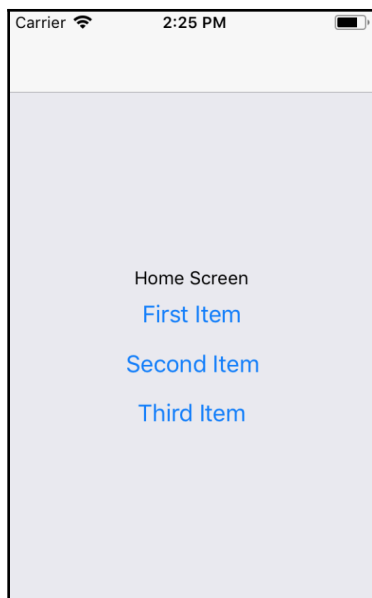 Carrier 2:25 PM
Home Screen
First Item
Second Item
Third Item